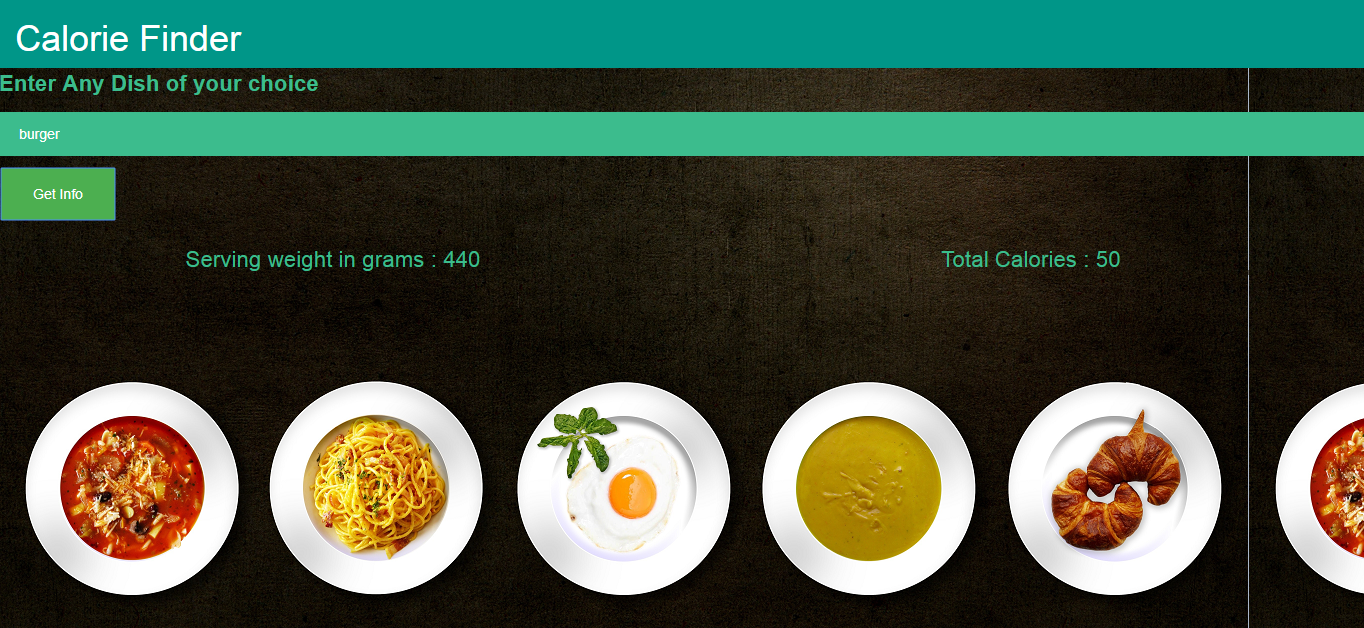 Calorie Finder
Enter Any Dish of your choice
burger
Get Info
Serving weight in grams : 440
Total Calories : 50